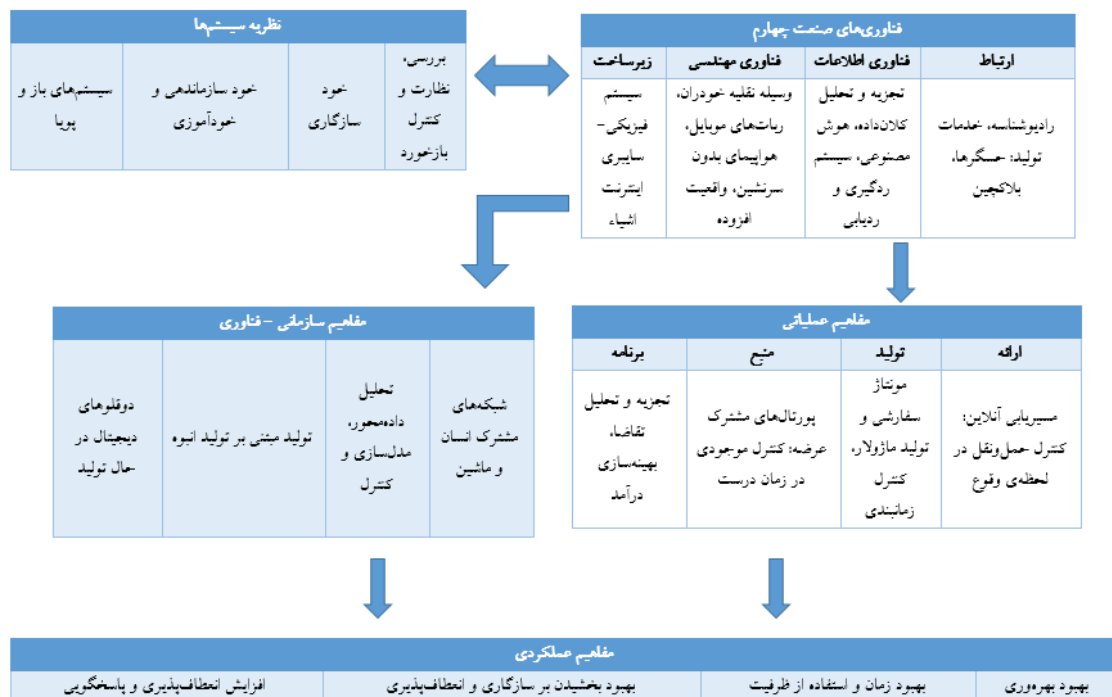 فناوری‌های صنعت چهارم
ارتباط
فناوری اطلاعات
فناوری مهندسی
زیرساخت
رادیوشناسه، خدمات
تولید: حسگرها،
بلاکچین
تجزیه و تحلیل
کلان‌داده، هوش
مصنوعی، سیستم
ردگیری و
ردیابی
وسیله نقلیه خودران،
ربات‌های موبایل،
هواپیمای بدون
سرنشین، واقعیت
افزوده
سیستم
فیزیکی-
سایبری
اینترنت
اشیاء
نظریه سیستم‌ها
بررسی،
نظارت و
کنترل
بازخورد
خود
سازگاری
خود سازماندهی و
خودآموزی
سیستم‌های باز و
پویا
مفاهیم عملیاتی
ارائه
تولید
منبع
برنامه
مسیریابی آنلاین:
کنترل حمل‌ونقل در
لحظه‌ی وقوع
مونتاژ
سفارشی و
تولید ماژولار،
کنترل
زمانبندی
پورتال‌های مشترک
عرضه: کنترل موجودی
در زمان درست
تجزیه و تحلیل
تقاضا،
بهینه‌سازی
درآمد
مفاهیم سازمانی – فناوری
شبکه‌های
مشترک انسان
و ماشین
تحلیل
داده‌محور،
مدل‌سازی و
کنترل
تولید مبتنی بر تولید انبوه
دوقلوهای
دیجیتال در
حال تولید
مفاهیم عملکردی
بهبود بهره‌وری
بهبود زمان و استفاده از ظرفیت
بهبود بخشیدن بر سازگاری و انعطاف‌پذیری
افزایش انعطاف‌پذیری و پاسخگویی